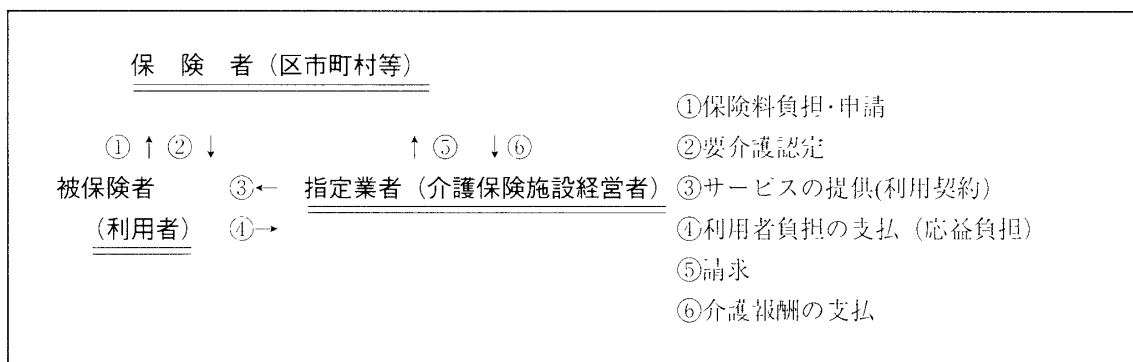 保 険 者（区市町村等）
①保険料負担・申請
① ↑ ② ↓ ↑ ⑤ ↓ ⑥
②要介護認定
被保険者 ③← 指定業者（介護保険施設経営者）
③サービスの提供(利用契約)
（利用者） ④→
④利用者負担の支払（応益負担）
⑤請求
⑥介護報酬の支払